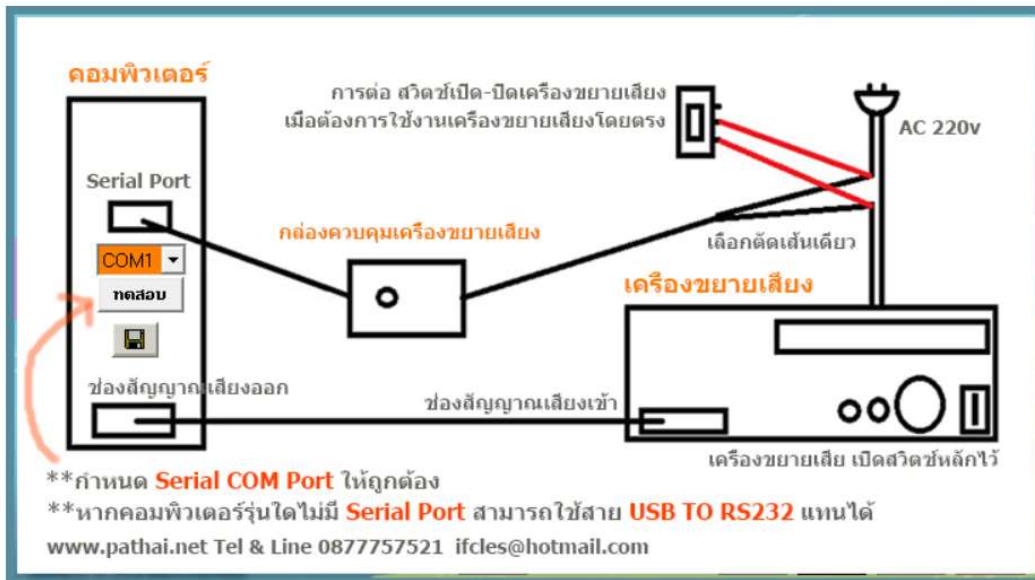 คอมพิวเตอร์
การต่อ สวิตช์เปิด-ปิดเครื่องขยายเสียง
เมื่อต้องการใช้งานเครื่องขยายเสียงโดยตรง
AC 220v
Serial Port
กล่องควบคุมเครื่องขยายเสียง
เลือกตัดเส้นเดียว
COM1
ทดสอบ
เครื่องขยายเสียง
ช่องสัญญาณเสียงออก
ช่องสัญญาณเสียงเข้า
เครื่องขยายเสีย เปิดสวิตช์หลักไว้
**กำหนด Serial COM Port ให้ถูกต้อง
**หากคอมพิวเตอร์รุ่นใดไม่มี Serial Port สามารถใช้สาย USB TO RS232 แทนได้
www.pathai.net Tel & Line 0877757521 ifcles@hotmail.com